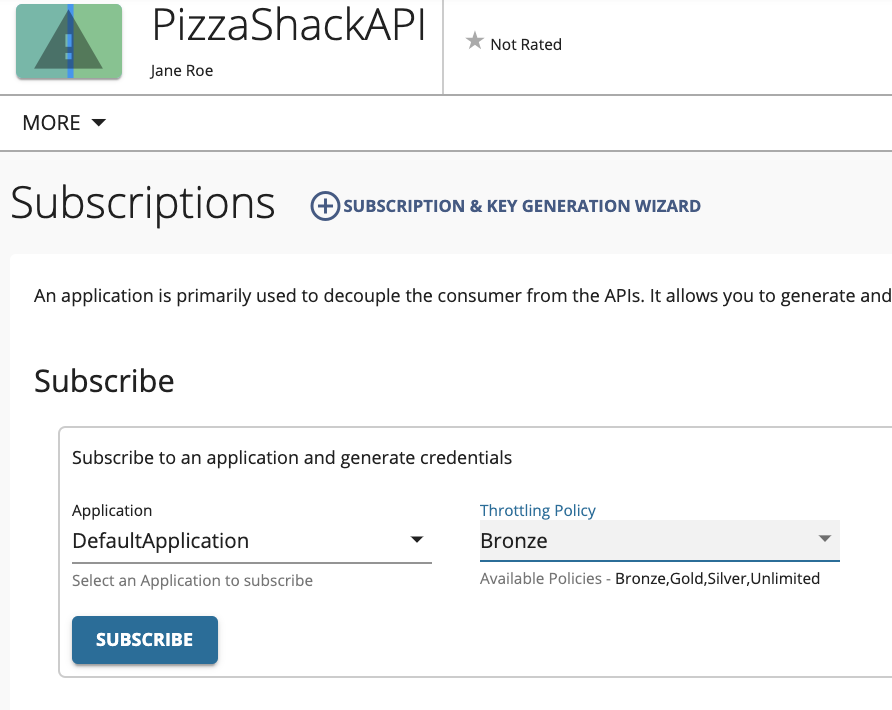 PizzaShackAPI
Jane Roe
Not Rated
MORE
Subscriptions
SUBSCRIPTION & KEY GENERATION WIZARD
An application is primarily used to decouple the consumer from the APIs. It allows you to generate and
Subscribe
Subscribe to an application and generate credentials
Application
Throttling Policy
DefaultApplication
Bronze
Select an Application to subscribe
Available Policies - Bronze,Gold,Silver,Unlimited
SUBSCRIBE